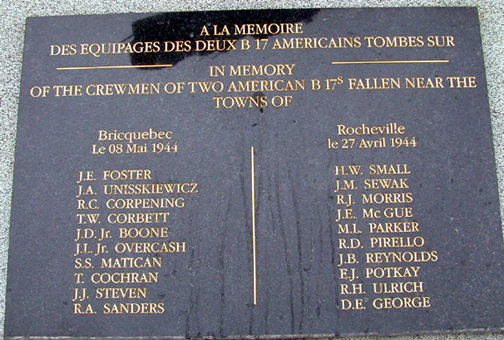 A LA MEMOIRE
DES EQUIPAGES DES DEUX B 17 AMERICAINS TOMBES SUR
IN MEMORY
OF THE CREWMEN OF TWO AMERICAN B 17S FALLEN NEAR THE
TOWNS OF
Bricquebec
Le 08 Mai 1944
J.E. FOSTER
J.A. UNISSKIEWICZ
R.C. CORPENING
T.W. CORBETT
J.D. Jr. BOONE
J.L. Jr. OVERCASH
S.S. MATICAN
T. COCHRAN
J.J. STEVEN
R.A. SANDERS
Rocheville
le 27 Avril 1944
H.W. SMALL
J.M. SEWAK
R.J. MORRIS
J.E. Mc GUE
M.L. PARKER
R.D. PIRELLO
J.B. REYNOLDS
E.J. POTKAY
R.H. ULRICH
D.E. GEORGE